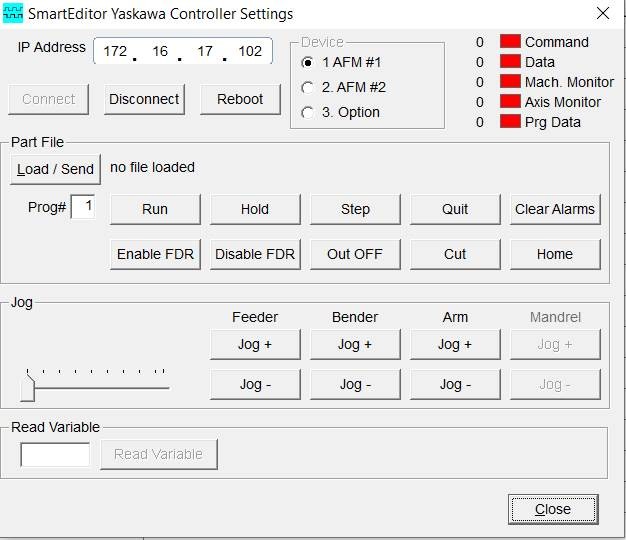 SmartEditor Yaskawa Controller Settings
IP Address 172 . 16 . 17 . 102
Connect Disconnect Reboot
Device
1 AFM #1
2. AFM #2
3. Option
0 Command
0 Data
0 Mach. Monitor
0 Axis Monitor
0 Prg Data
Part File
Load / Send no file loaded
Prog# 1 Run Hold Step Quit Clear Alarms
Enable FDR Disable FDR Out OFF Cut Home
Jog
Feeder Bender Arm Mandrel
Jog + Jog + Jog + Jog +
Jog - Jog - Jog - Jog -
Read Variable
Read Variable
Close